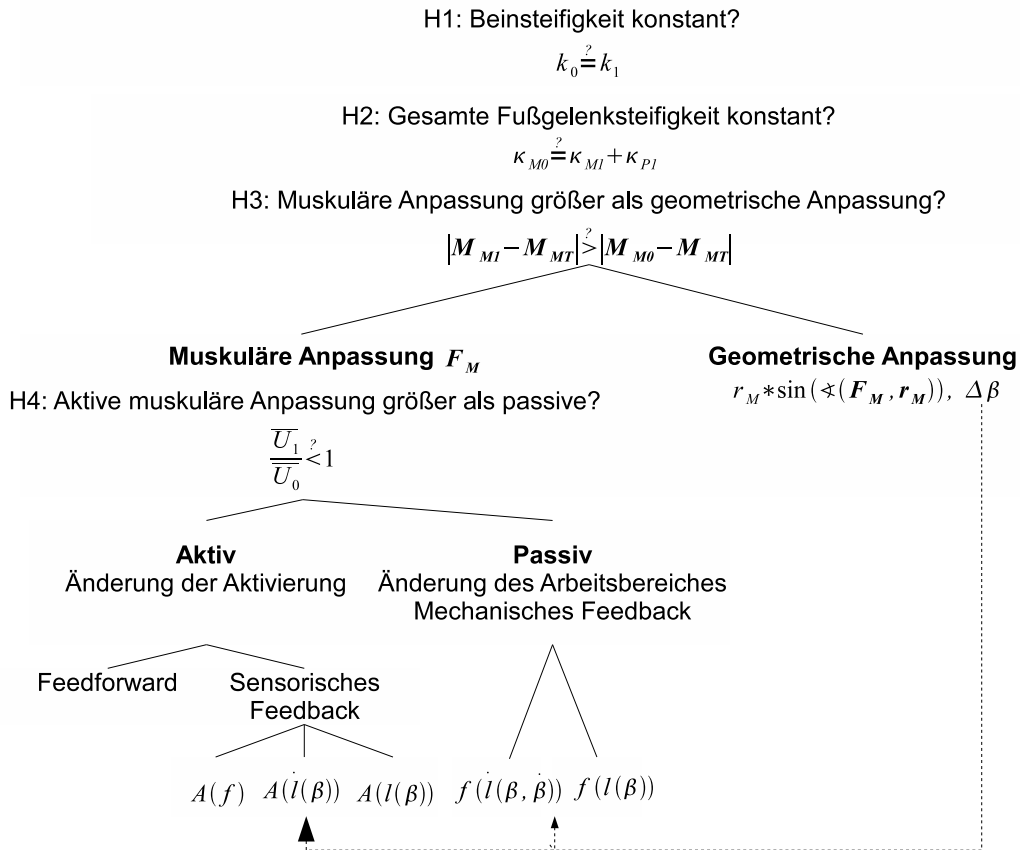 H1: Beinsteifigkeit konstant?
k₀ ≟ k₁
H2: Gesamte Fußgelenksteifigkeit konstant?
κ_M0 ≟ κ_M1 + κ_P1
H3: Muskuläre Anpassung größer als geometrische Anpassung?
|M_M1 − M_MT| >? |M_M0 − M_MT|
Muskuläre Anpassung F_M
Geometrische Anpassung
r_M * sin(∢(F_M, r_M)), Δβ
H4: Aktive muskuläre Anpassung größer als passive?
U̅₁ / U̅₀ <? 1
Aktiv
Änderung der Aktivierung
Passiv
Änderung des Arbeitsbereiches
Mechanisches Feedback
Feedforward
Sensorisches
Feedback
A(f) A(l̇(β)) A(l(β)) f(l̇(β, β̇)) f(l(β))